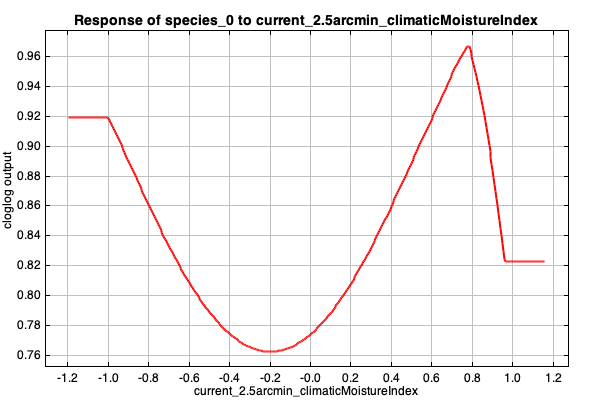 Response of species_0 to current_2.5arcmin_climaticMoistureIndex
cloglog output
0.96
0.94
0.92
0.90
0.88
0.86
0.84
0.82
0.80
0.78
0.76
-1.2 -1.0 -0.8 -0.6 -0.4 -0.2 -0.0 0.2 0.4 0.6 0.8 1.0 1.2
current_2.5arcmin_climaticMoistureIndex